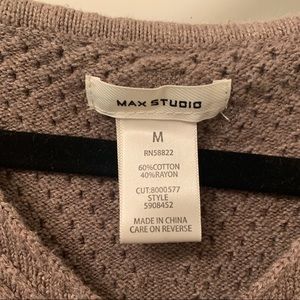 MAX STUDIO
M
RN58822
60%COTTON
40%RAYON
CUT:8000577
STYLE
5908452
MADE IN CHINA
CARE ON REVERSE